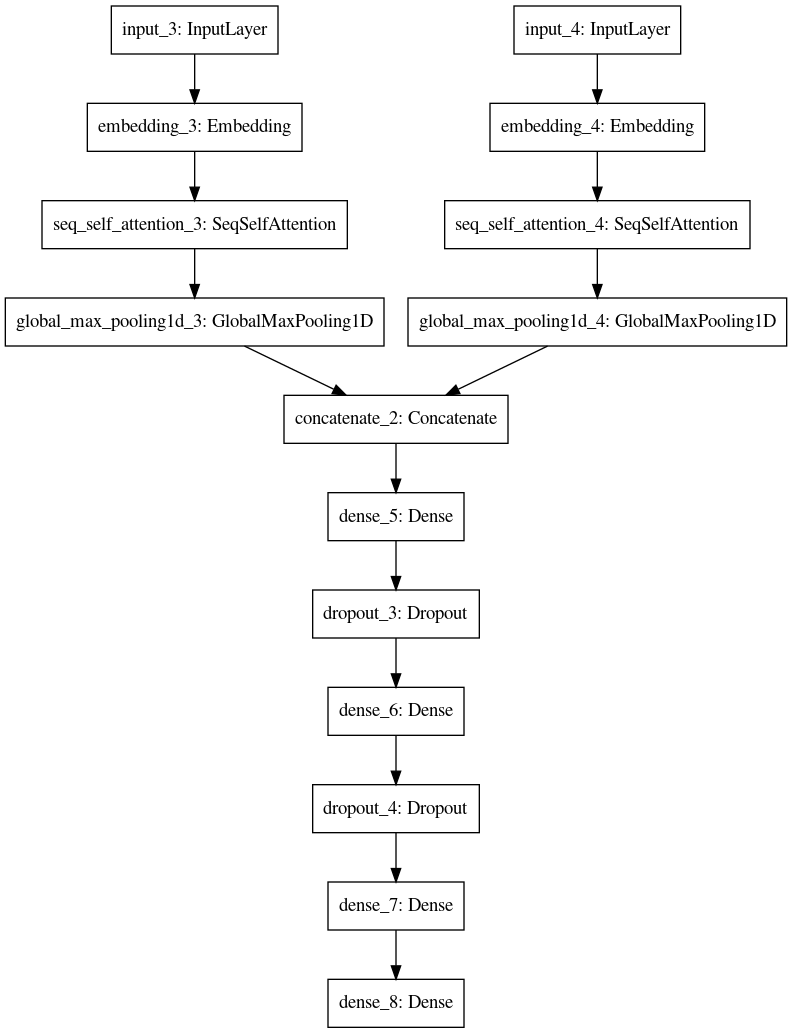 input_3: InputLayer
input_4: InputLayer
embedding_3: Embedding
embedding_4: Embedding
seq_self_attention_3: SeqSelfAttention
seq_self_attention_4: SeqSelfAttention
global_max_pooling1d_3: GlobalMaxPooling1D
global_max_pooling1d_4: GlobalMaxPooling1D
concatenate_2: Concatenate
dense_5: Dense
dropout_3: Dropout
dense_6: Dense
dropout_4: Dropout
dense_7: Dense
dense_8: Dense